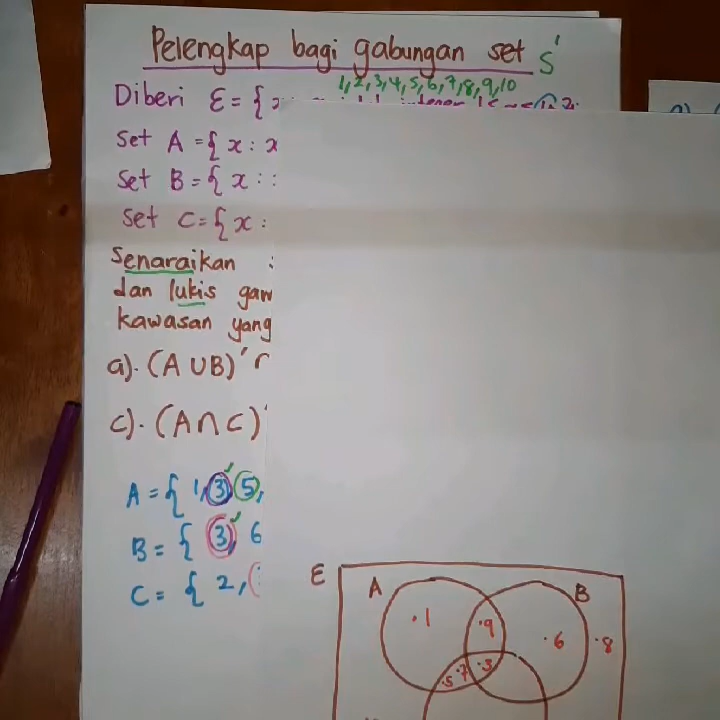 Pelengkap bagi gabungan set S'
1,2,3,4,5,6,7,8,9,10
Diberi ℰ={
Set A={x:x
Set B={x:
Set C={x:
Senaraikan
dan lukis
kawasan yang
a). (A∪B)'
c). (A∩C)'
A={1,3,5,
B={3,6
C={2,
ℰ
A B
.1 .9 .6 .8
.5 .7 .3